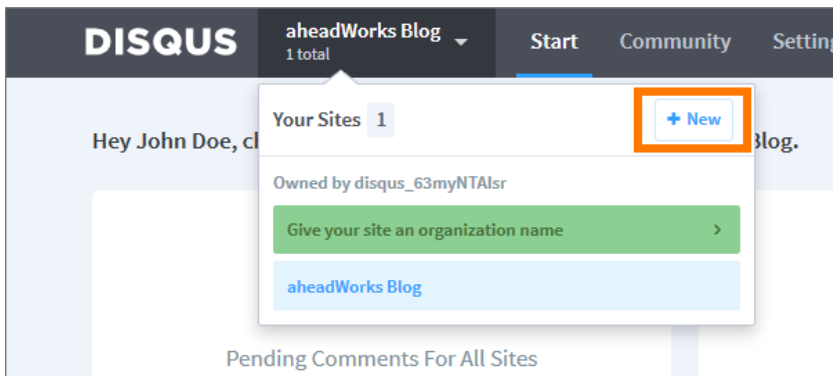 DISQUS
aheadWorks Blog
1 total
Start
Community
Setting
Your Sites 1
+ New
Hey John Doe, cl
Blog.
Owned by disqus_63myNTAIsr
Give your site an organization name >
aheadWorks Blog
Pending Comments For All Sites